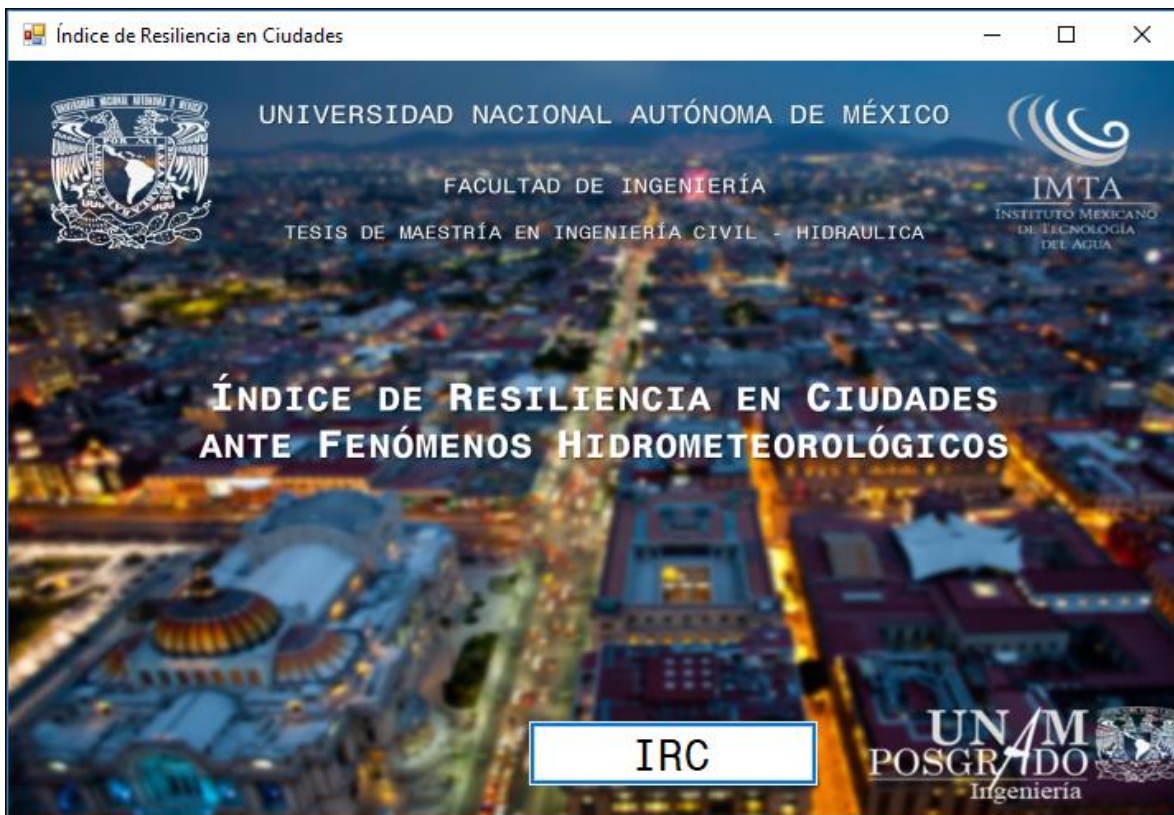 Índice de Resiliencia en Ciudades
UNIVERSIDAD NACIONAL AUTÓNOMA DE MÉXICO
FACULTAD DE INGENIERÍA
TESIS DE MAESTRÍA EN INGENIERÍA CIVIL - HIDRAULICA
IMTA
INSTITUTO MEXICANO
DE TECNOLOGÍA
DEL AGUA
ÍNDICE DE RESILIENCIA EN CIUDADES
ANTE FENÓMENOS HIDROMETEOROLÓGICOS
IRC
UNAM
POSGRADO
Ingeniería